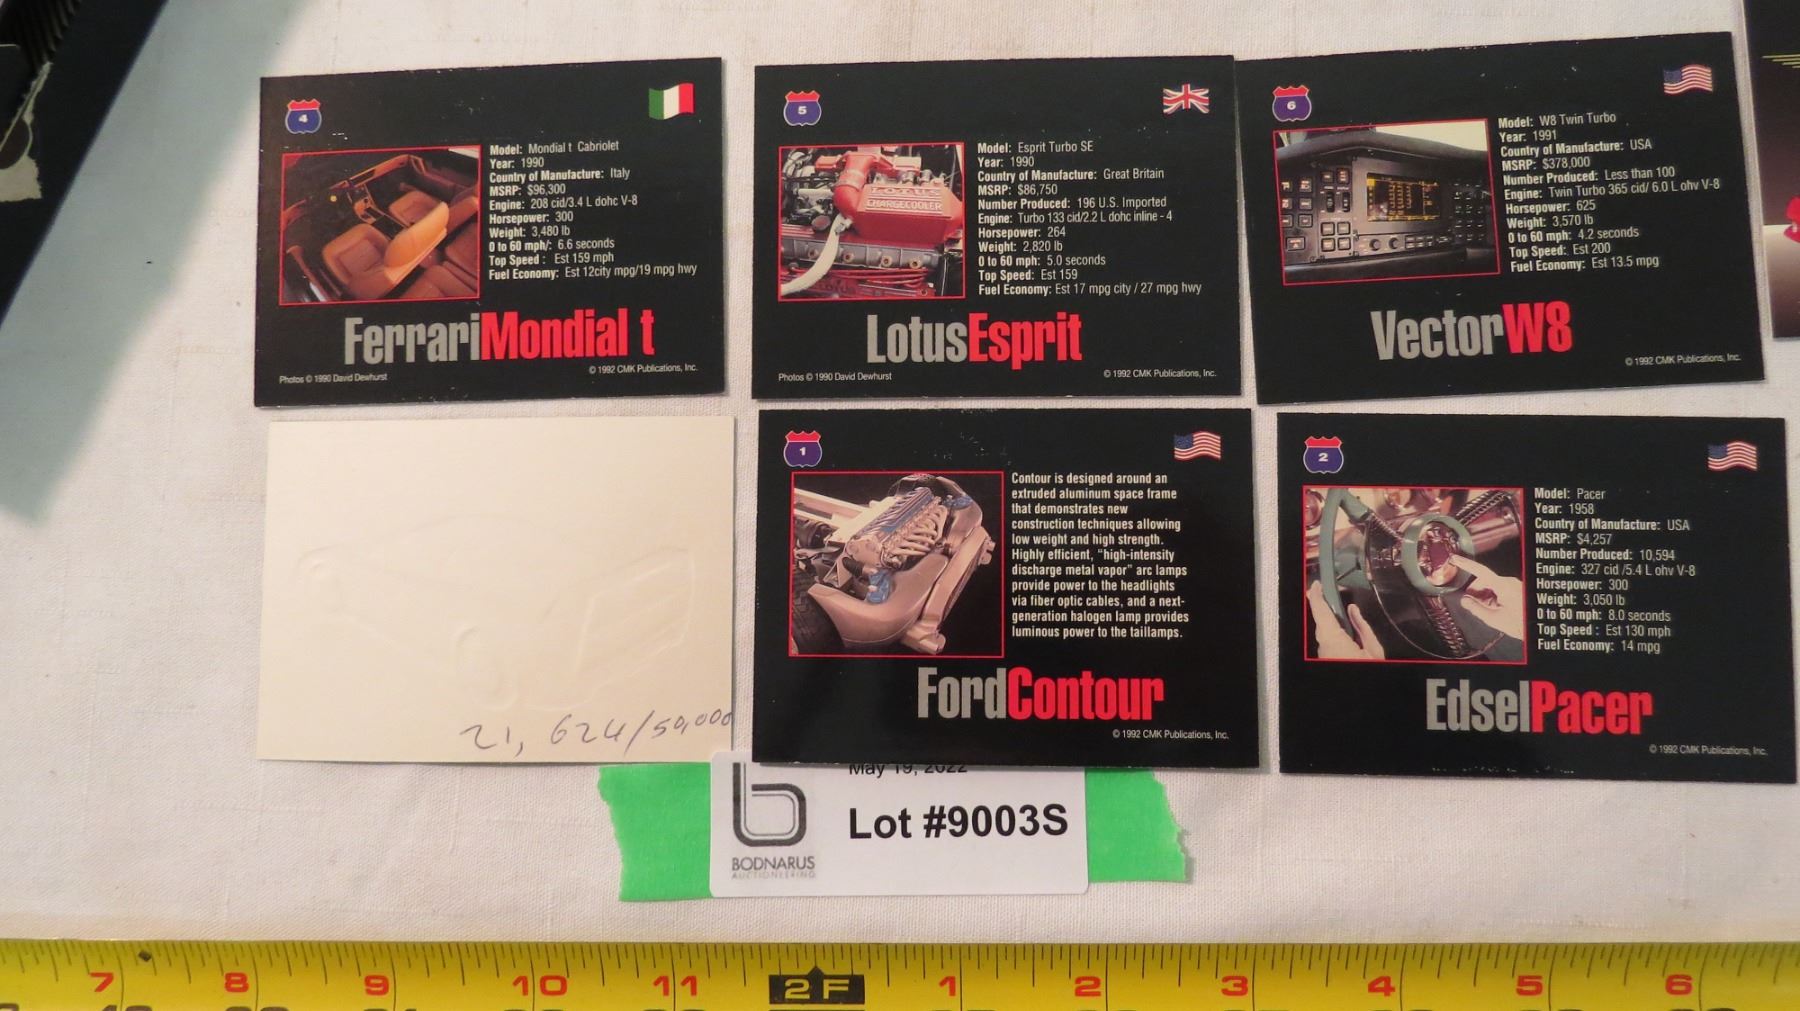 4
Model: Mondial t Cabriolet
Year: 1990
Country of Manufacture: Italy
MSRP: $96,300
Engine: 208 cid/3.4 L dohc V-8
Horsepower: 300
Weight: 3,480 lb
0 to 60 mph/: 6.6 seconds
Top Speed : Est 159 mph
Fuel Economy: Est 12city mpg/19 mpg hwy
FerrariMondial t
Photos © 1990 David Dewhurst
© 1992 CMK Publications, Inc.
5
LOTUS
CHARGECOOLER
Model: Esprit Turbo SE
Year: 1990
Country of Manufacture: Great Britain
MSRP: $86,750
Number Produced: 196 U.S. Imported
Engine: Turbo 133 cid/2.2 L dohc inline - 4
Horsepower: 264
Weight: 2,820 lb
0 to 60 mph: 5.0 seconds
Top Speed: Est 159
Fuel Economy: Est 17 mpg city / 27 mpg hwy
LotusEsprit
Photos © 1990 David Dewhurst
© 1992 CMK Publications, Inc.
6
Model: W8 Twin Turbo
Year: 1991
Country of Manufacture: USA
MSRP: $378,000
Number Produced: Less than 100
Engine: Twin Turbo 365 cid/ 6.0 L ohv V-8
Horsepower: 625
Weight: 3,570 lb
0 to 60 mph: 4.2 seconds
Top Speed: Est 200
Fuel Economy: Est 13.5 mpg
VectorW8
© 1992 CMK Publications, Inc.
21, 624/50,000
1
Contour is designed around an
extruded aluminum space frame
that demonstrates new
construction techniques allowing
low weight and high strength.
Highly efficient, "high-intensity
discharge metal vapor" arc lamps
provide power to the headlights
via fiber optic cables, and a next-
generation halogen lamp provides
luminous power to the taillamps.
FordContour
© 1992 CMK Publications, Inc.
2
Model: Pacer
Year: 1958
Country of Manufacture: USA
MSRP: $4,257
Number Produced: 10,594
Engine: 327 cid /5.4 L ohv V-8
Horsepower: 300
Weight: 3,050 lb
0 to 60 mph: 8.0 seconds
Top Speed : Est 130 mph
Fuel Economy: 14 mpg
EdselPacer
© 1992 CMK Publications, Inc.
May 19, 2022
Lot #9003S
BODNARUS
AUCTIONEERING
7 8 9 10 11 2F 1 2 3 4 5 6